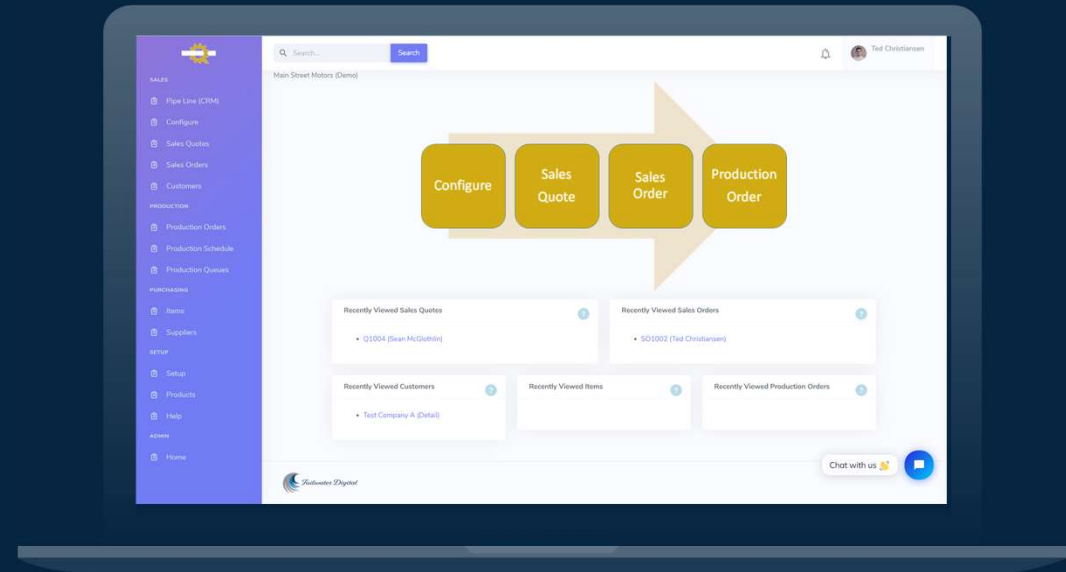 Search...
Search
Ted Christiansen
SALES
Main Street Motors (Demo)
Pipe Line (CRM)
Configure
Sales Quotes
Sales Orders
Customers
PRODUCTION
Production Orders
Production Schedule
Production Queues
PURCHASING
Items
Suppliers
SETUP
Setup
Products
Help
ADMIN
Home
Configure
Sales
Quote
Sales
Order
Production
Order
Recently Viewed Sales Quotes
?
• Q1004 (Sean McGlothlin)
Recently Viewed Sales Orders
?
• SO1002 (Ted Christiansen)
Recently Viewed Customers
?
• Test Company A (Detail)
Recently Viewed Items
?
Recently Viewed Production Orders
?
Chat with us 👋
Tidwater Digital